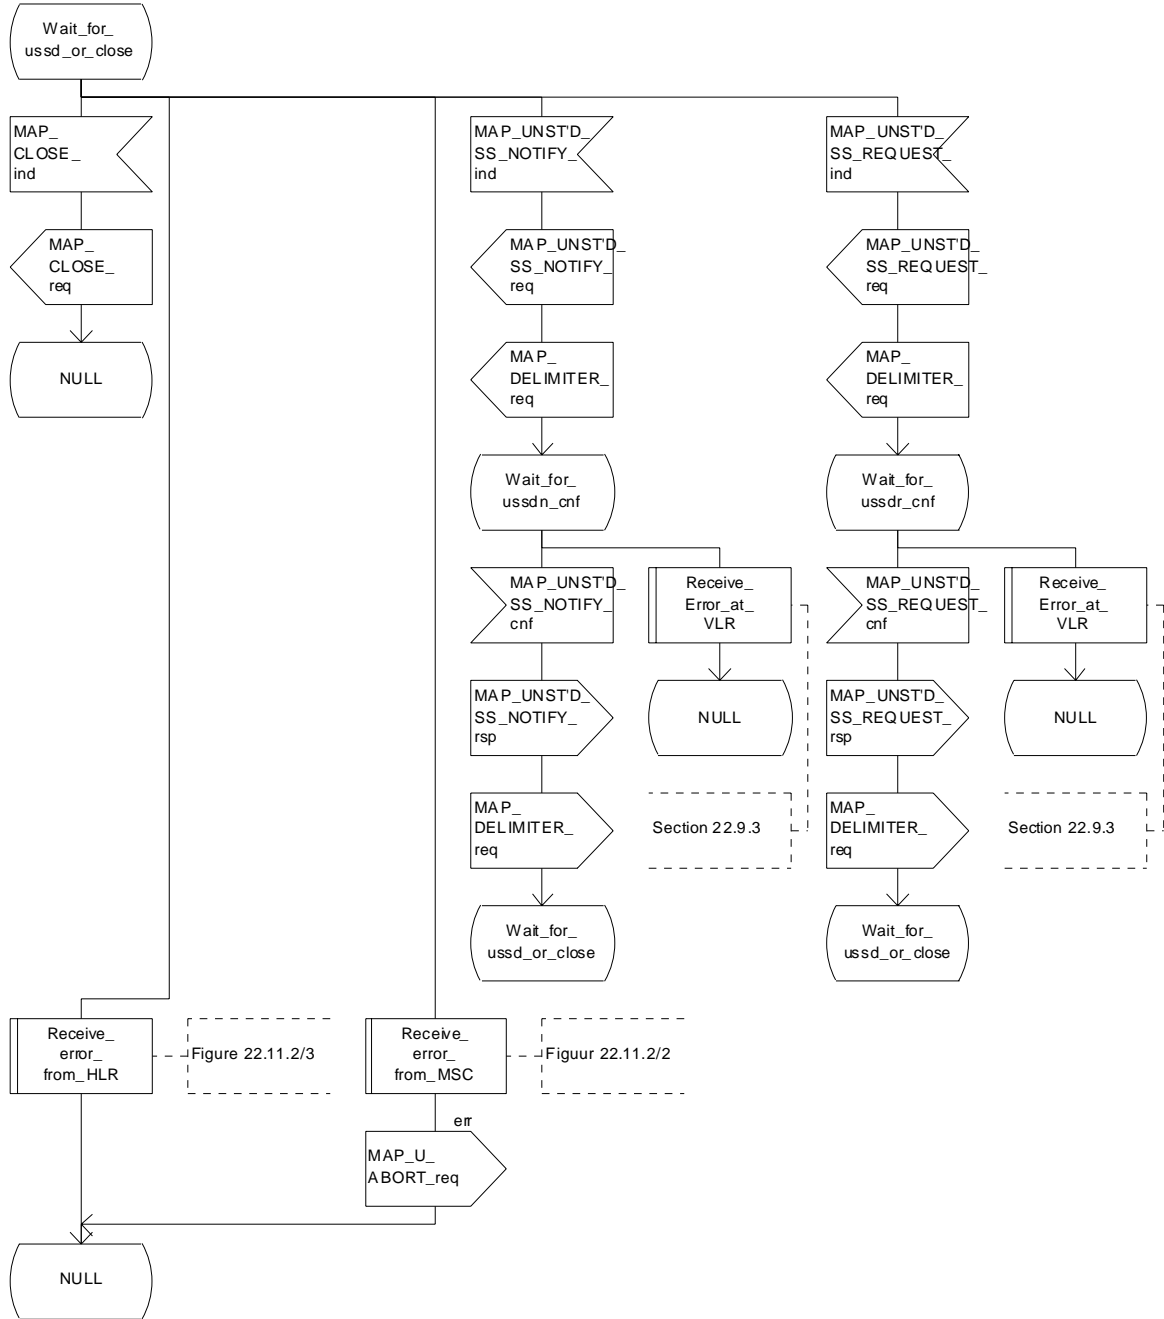 Wait_for_
ussd_or_close
MAP_
CLOSE_
ind
MAP_UNST'D_
SS_NOTIFY_
ind
MAP_UNST'D_
SS_REQUEST_
ind
MAP_
CLOSE_
req
MAP_UNST'D_
SS_NOTIFY_
req
MAP_UNST'D_
SS_REQUEST_
req
NULL
MAP_
DELIMITER_
req
MAP_
DELIMITER_
req
Wait_for_
ussdn_cnf
Wait_for_
ussdr_cnf
MAP_UNST'D_
SS_NOTIFY_
cnf
Receive_
Error_at_
VLR
MAP_UNST'D_
SS_REQUEST_
cnf
Receive_
Error_at_
VLR
MAP_UNST'D_
SS_NOTIFY_
rsp
NULL
MAP_UNST'D_
SS_REQUEST_
rsp
NULL
MAP_
DELIMITER_
req
Section 22.9.3
MAP_
DELIMITER_
req
Section 22.9.3
Wait_for_
ussd_or_close
Wait_for_
ussd_or_close
Receive_
error_
from_HLR
Figure 22.11.2/3
Receive_
error_
from_MSC
Figuur 22.11.2/2
err
MAP_U_
ABORT_req
NULL